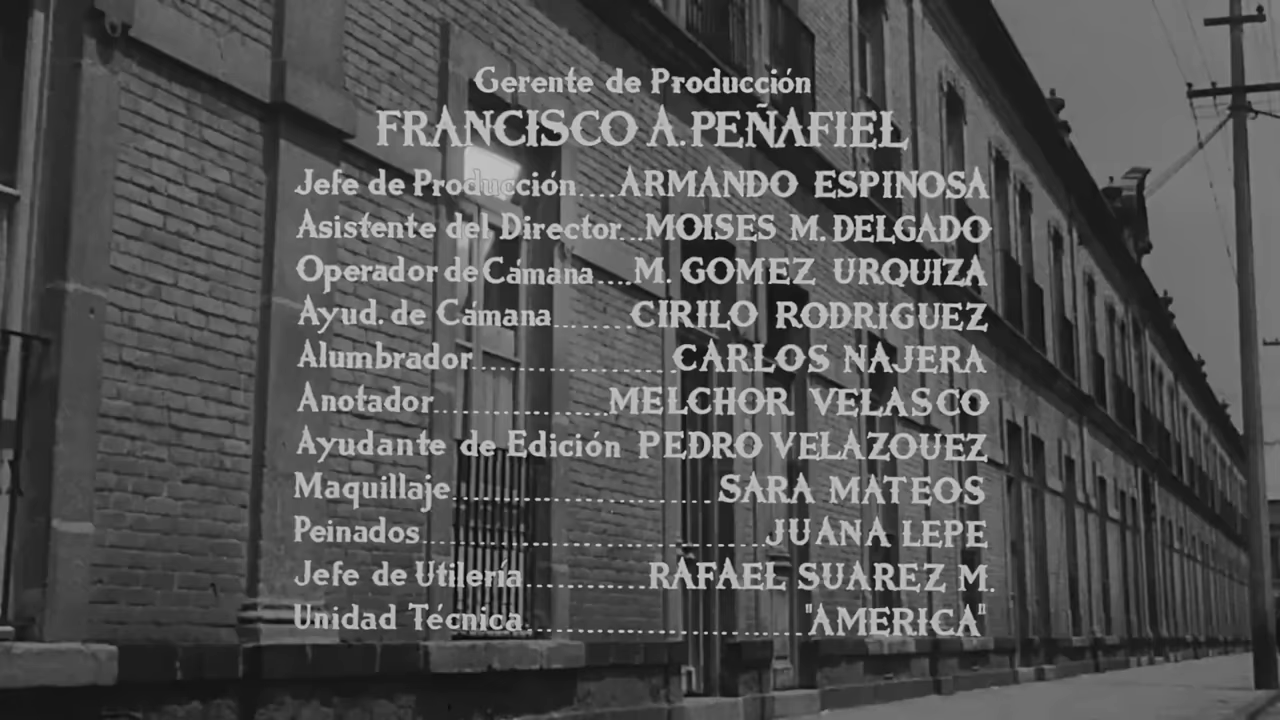 Gerente de Producción
FRANCISCO A. PEÑAFIEL
Jefe de Producción....ARMANDO ESPINOSA
Asistente del Director...MOISES M. DELGADO
Operador de Cámana....M. GOMEZ URQUIZA
Ayud. de Cámana.......CIRILO RODRIGUEZ
Alumbrador..................CARLOS NAJERA
Anotador...............MELCHOR VELASCO
Ayudante de Edición PEDRO VELAZQUEZ
Maquillaje.......................SARA MATEOS
Peinados..............................JUANA LEPE
Jefe de Utilería...........RAFAEL SUAREZ M.
Unidad Técnica.........................."AMERICA"